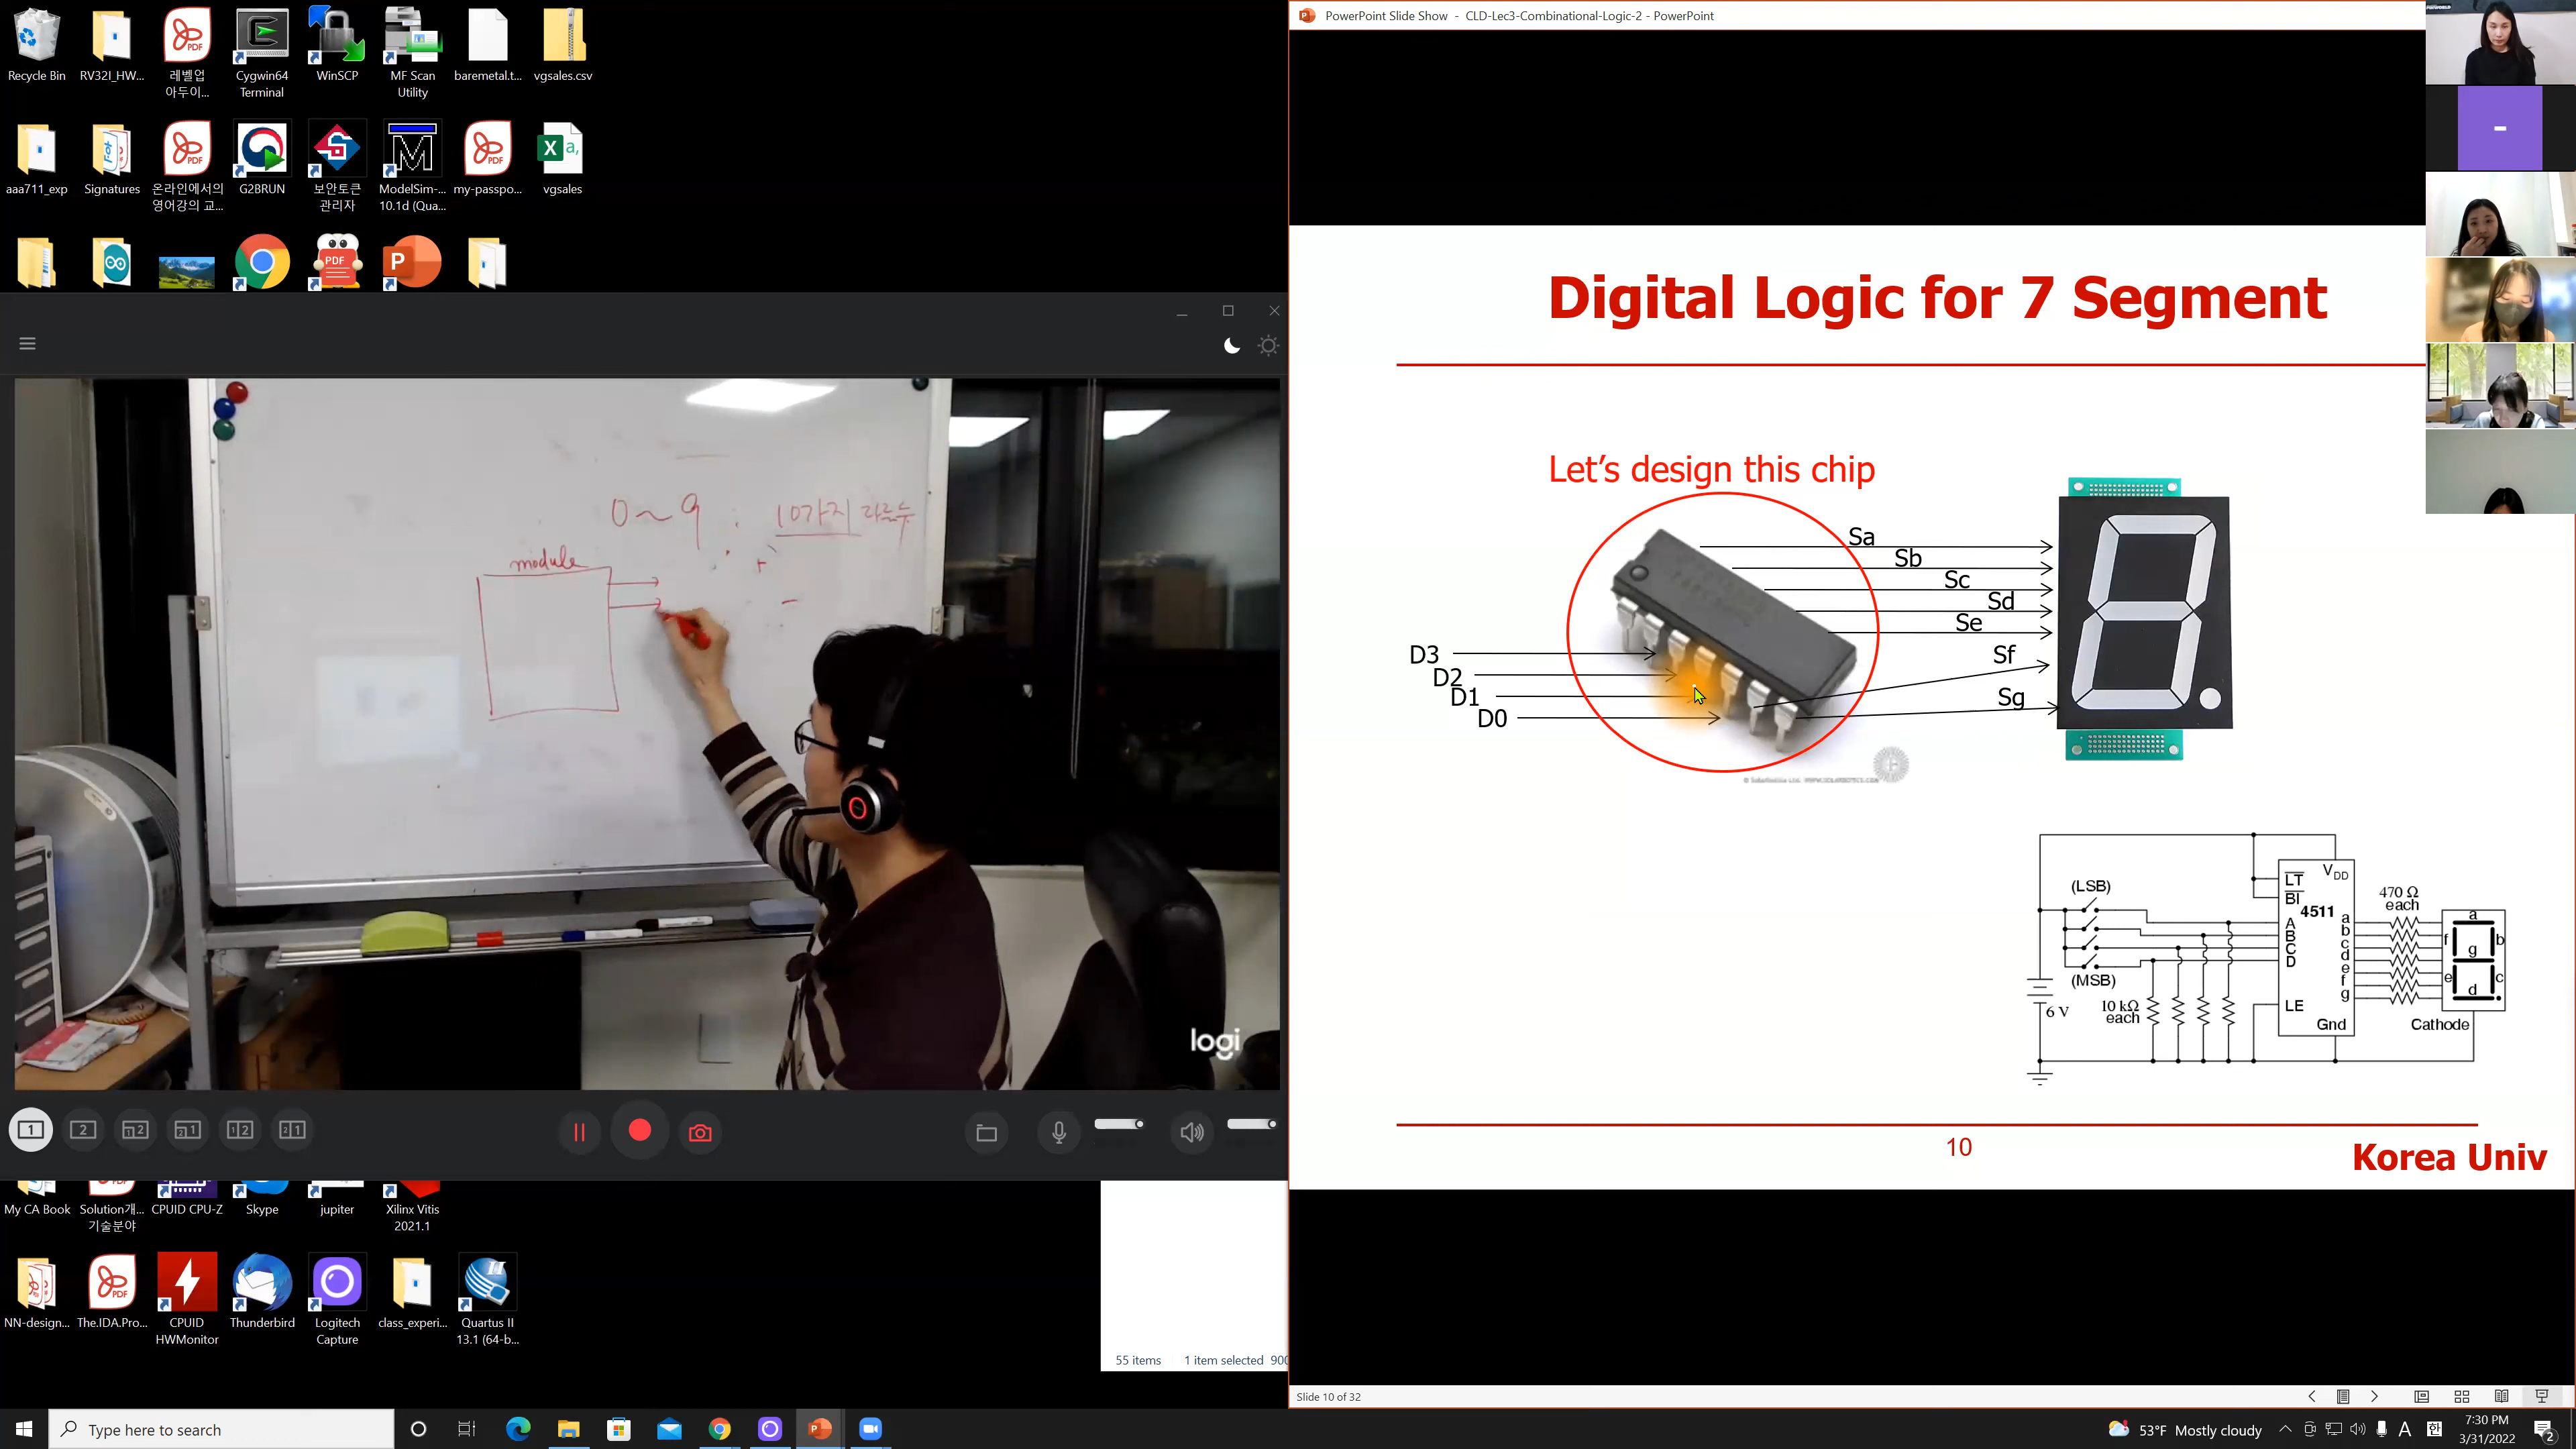 Recycle Bin
RV32I_HW...
레벨업
아두이...
Cygwin64
Terminal
WinSCP
MF Scan
Utility
baremetal.t...
vgsales.csv
aaa711_exp
Signatures
온라인에서의
영어강의 교...
G2BRUN
보안토큰
관리자
ModelSim-...
10.1d (Qua...
my-passpo...
vgsales
0~9 : 10가지
module
logi
My CA Book
Solution개...
기술분야
CPUID CPU-Z
Skype
jupiter
Xilinx Vitis
2021.1
NN-design...
The.IDA.Pro...
CPUID
HWMonitor
Thunderbird
Logitech
Capture
class_experi...
Quartus II
13.1 (64-b...
55 items 1 item selected 900
PowerPoint Slide Show - CLD-Lec3-Combinational-Logic-2 - PowerPoint
Digital Logic for 7 Segment
Let's design this chip
Sa
Sb
Sc
Sd
Se
Sf
Sg
D3
D2
D1
D0
(LSB)
(MSB)
6 V
10 kΩ
each
VDD
LT
BI
4511
A
B
C
D
LE
Gnd
a
b
c
d
e
f
g
470 Ω
each
a
f
b
g
e
c
d
Cathode
10
Korea Univ
Slide 10 of 32
Type here to search
53°F Mostly cloudy
A
한
7:30 PM
3/31/2022
2